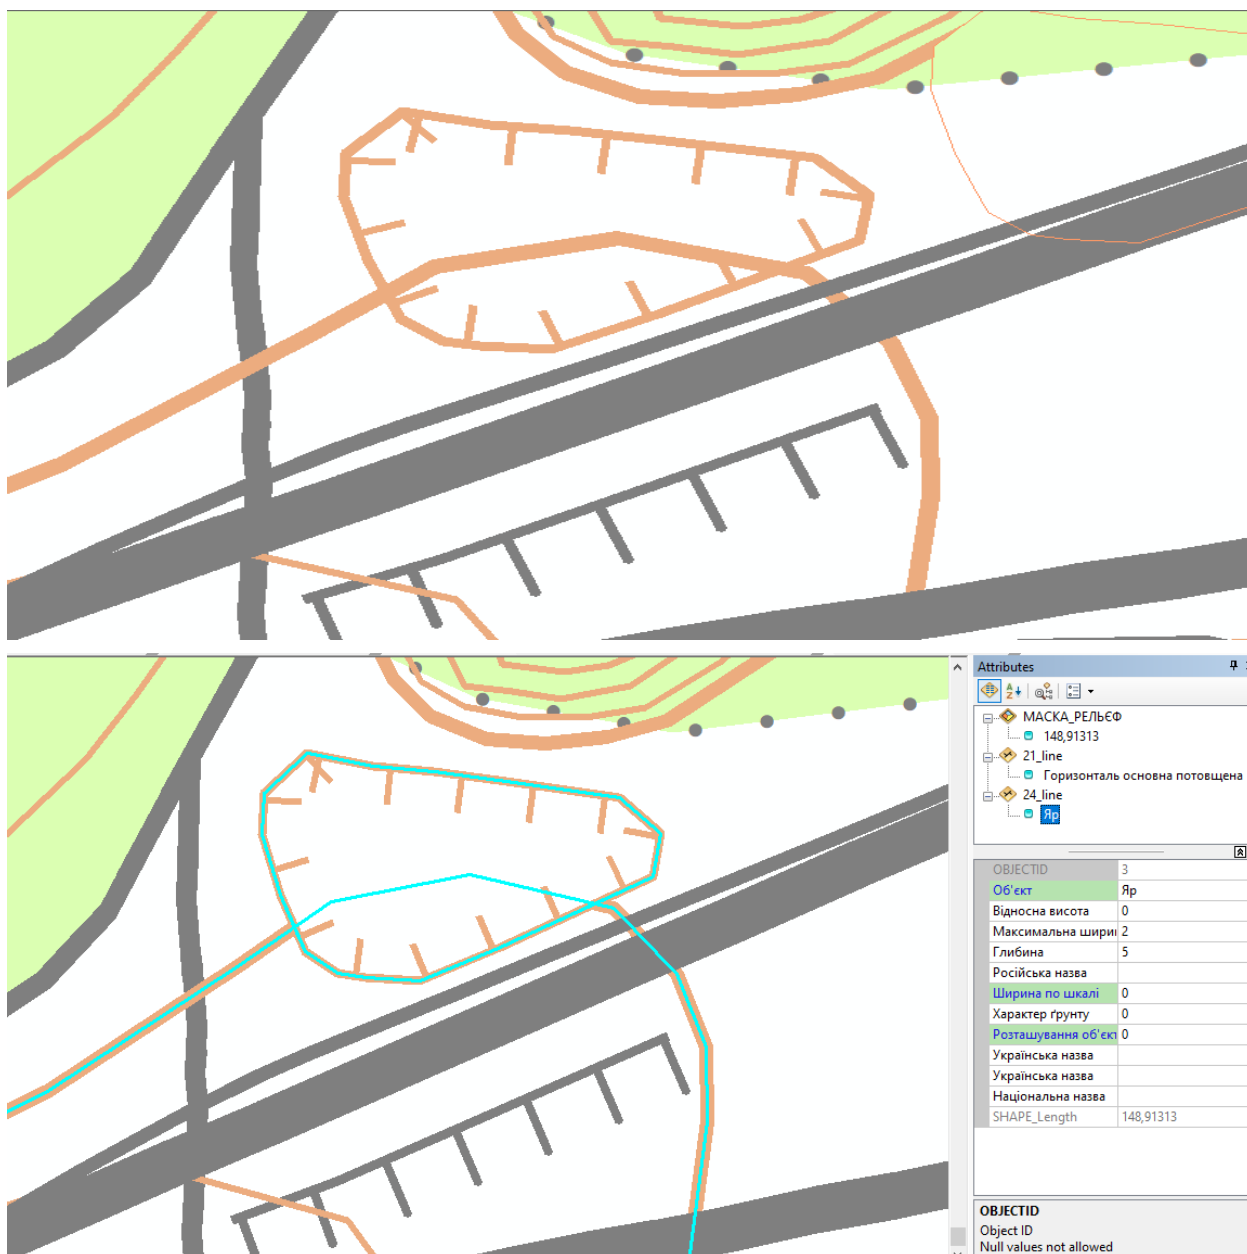 Attributes
МАСКА_РЕЛЬЄФ
148,91313
21_line
Горизонталь основна потовщена
24_line
Яр
OBJECTID 3
Об'єкт Яр
Відносна висота 0
Максимальна ширин 2
Глибина 5
Російська назва
Ширина по шкалі 0
Характер ґрунту 0
Розташування об'єкт 0
Українська назва
Українська назва
Національна назва
SHAPE_Length 148,91313
OBJECTID
Object ID
Null values not allowed